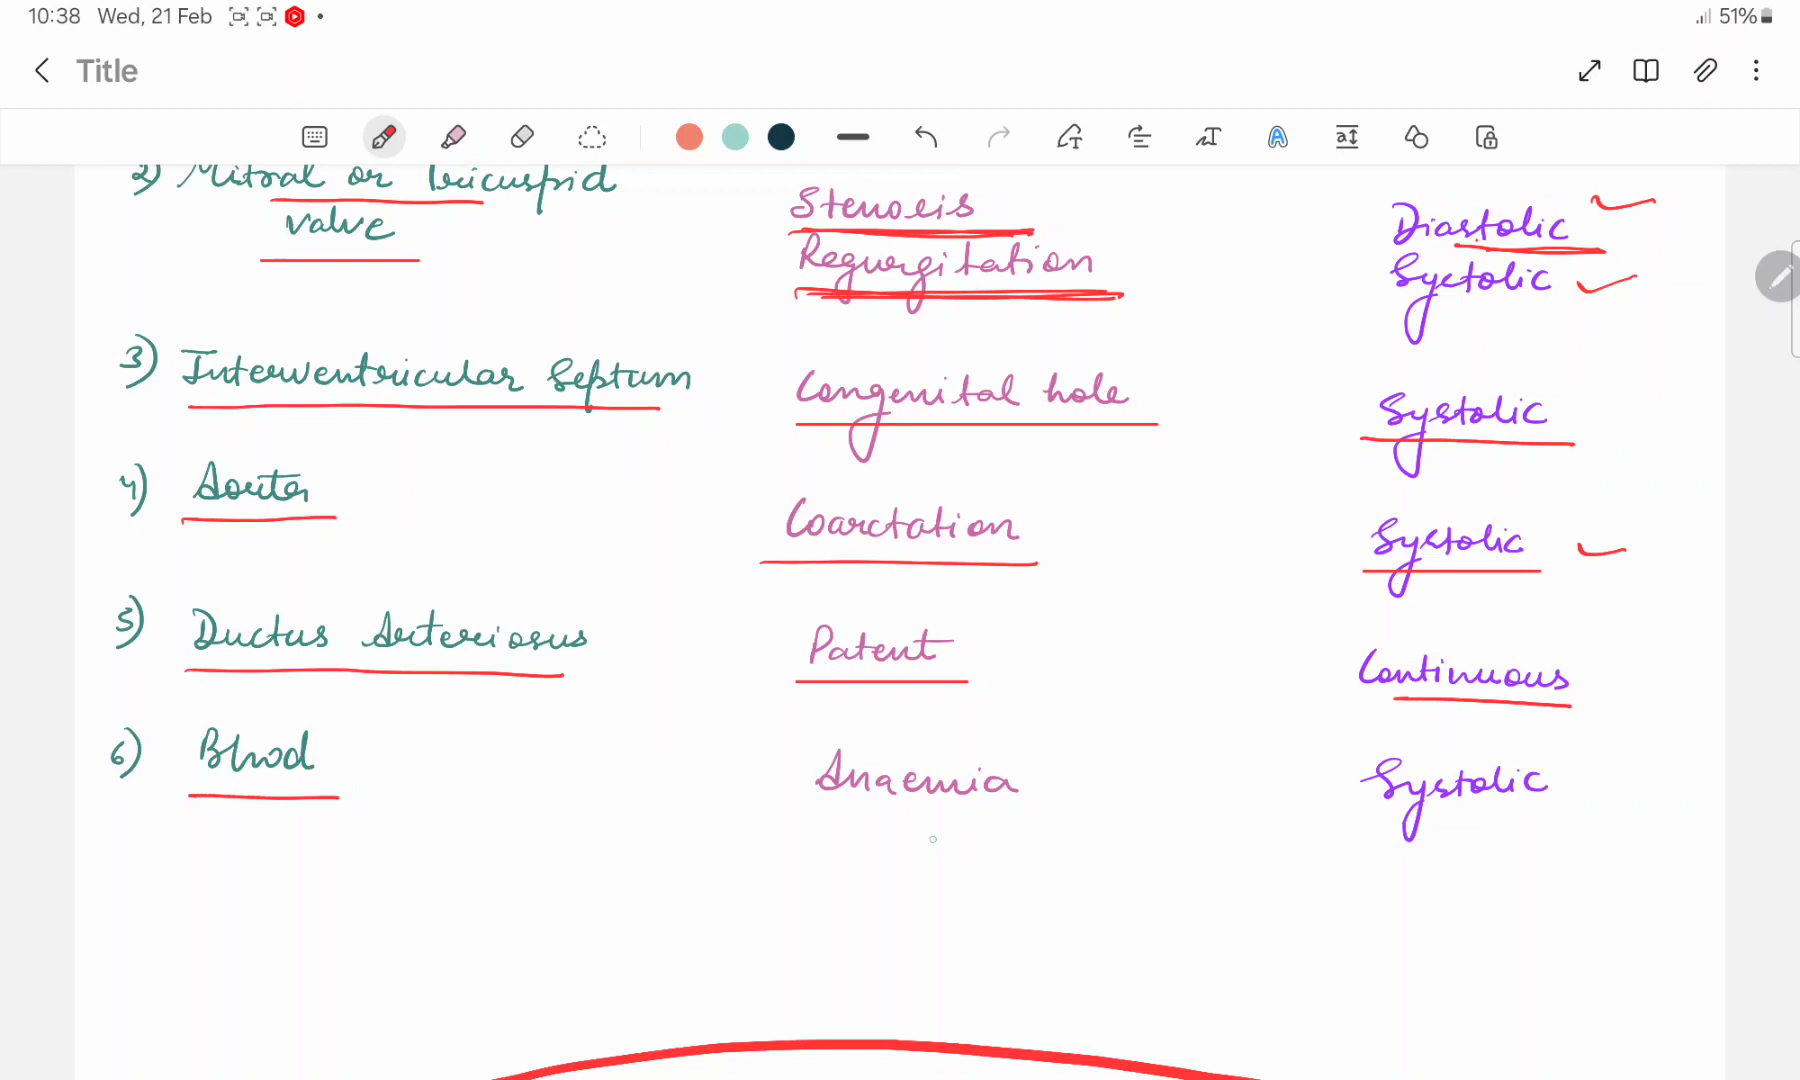 10:38 Wed, 21 Feb 51%
Title
2) Mitral or Tricuspid Stenosis Diastolic
valve Regurgitation Systolic
3) Interventricular Septum Congenital hole Systolic
4) Aorta Coarctation Systolic
5) Ductus Arteriosus Patent Continuous
6) Blood Anaemia Systolic